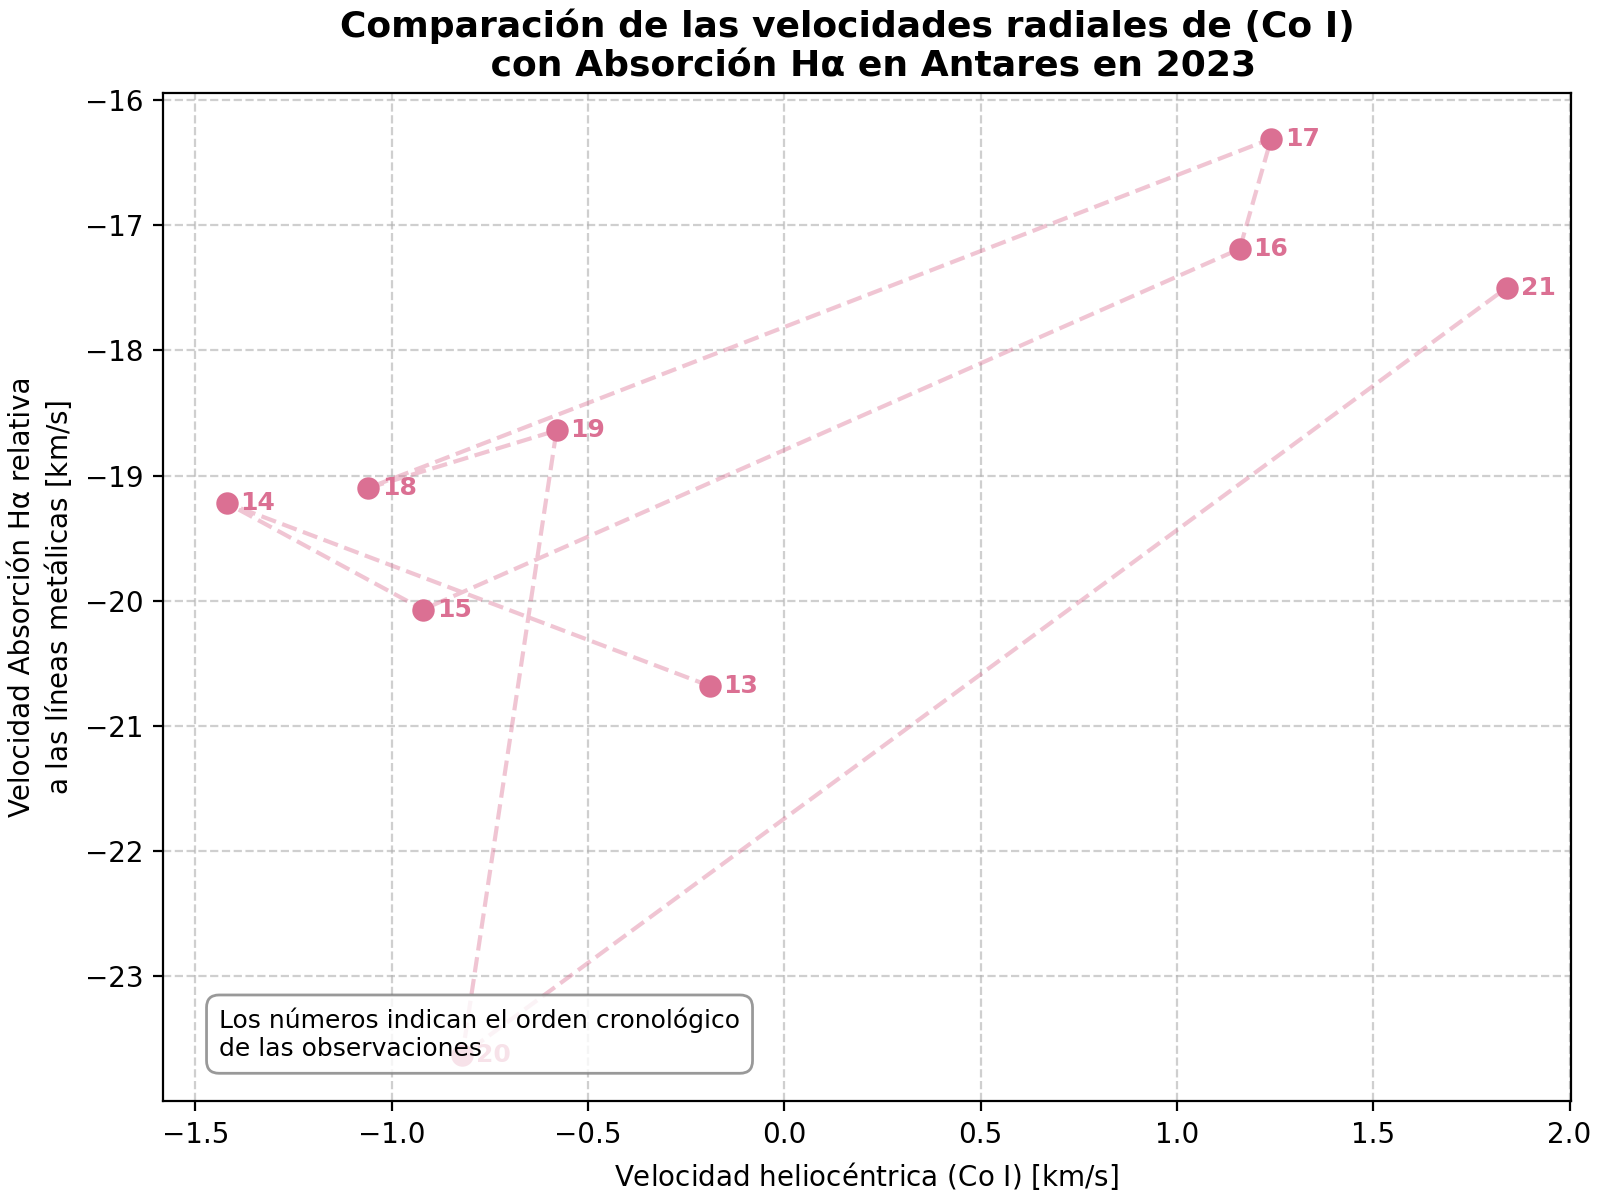 Comparación de las velocidades radiales de (Co I)
con Absorción Hα en Antares en 2023
Velocidad Absorción Hα relativa
a las líneas metálicas [km/s]
−16
−17
−18
−19
−20
−21
−22
−23
17
16
21
19
18
14
15
13
20
Los números indican el orden cronológico
de las observaciones
−1.5 −1.0 −0.5 0.0 0.5 1.0 1.5 2.0
Velocidad heliocéntrica (Co I) [km/s]